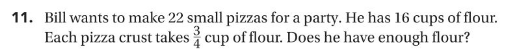 11. Bill wants to make 22 small pizzas for a party. He has 16 cups of flour.
Each pizza crust takes 3/4 cup of flour. Does he have enough flour?